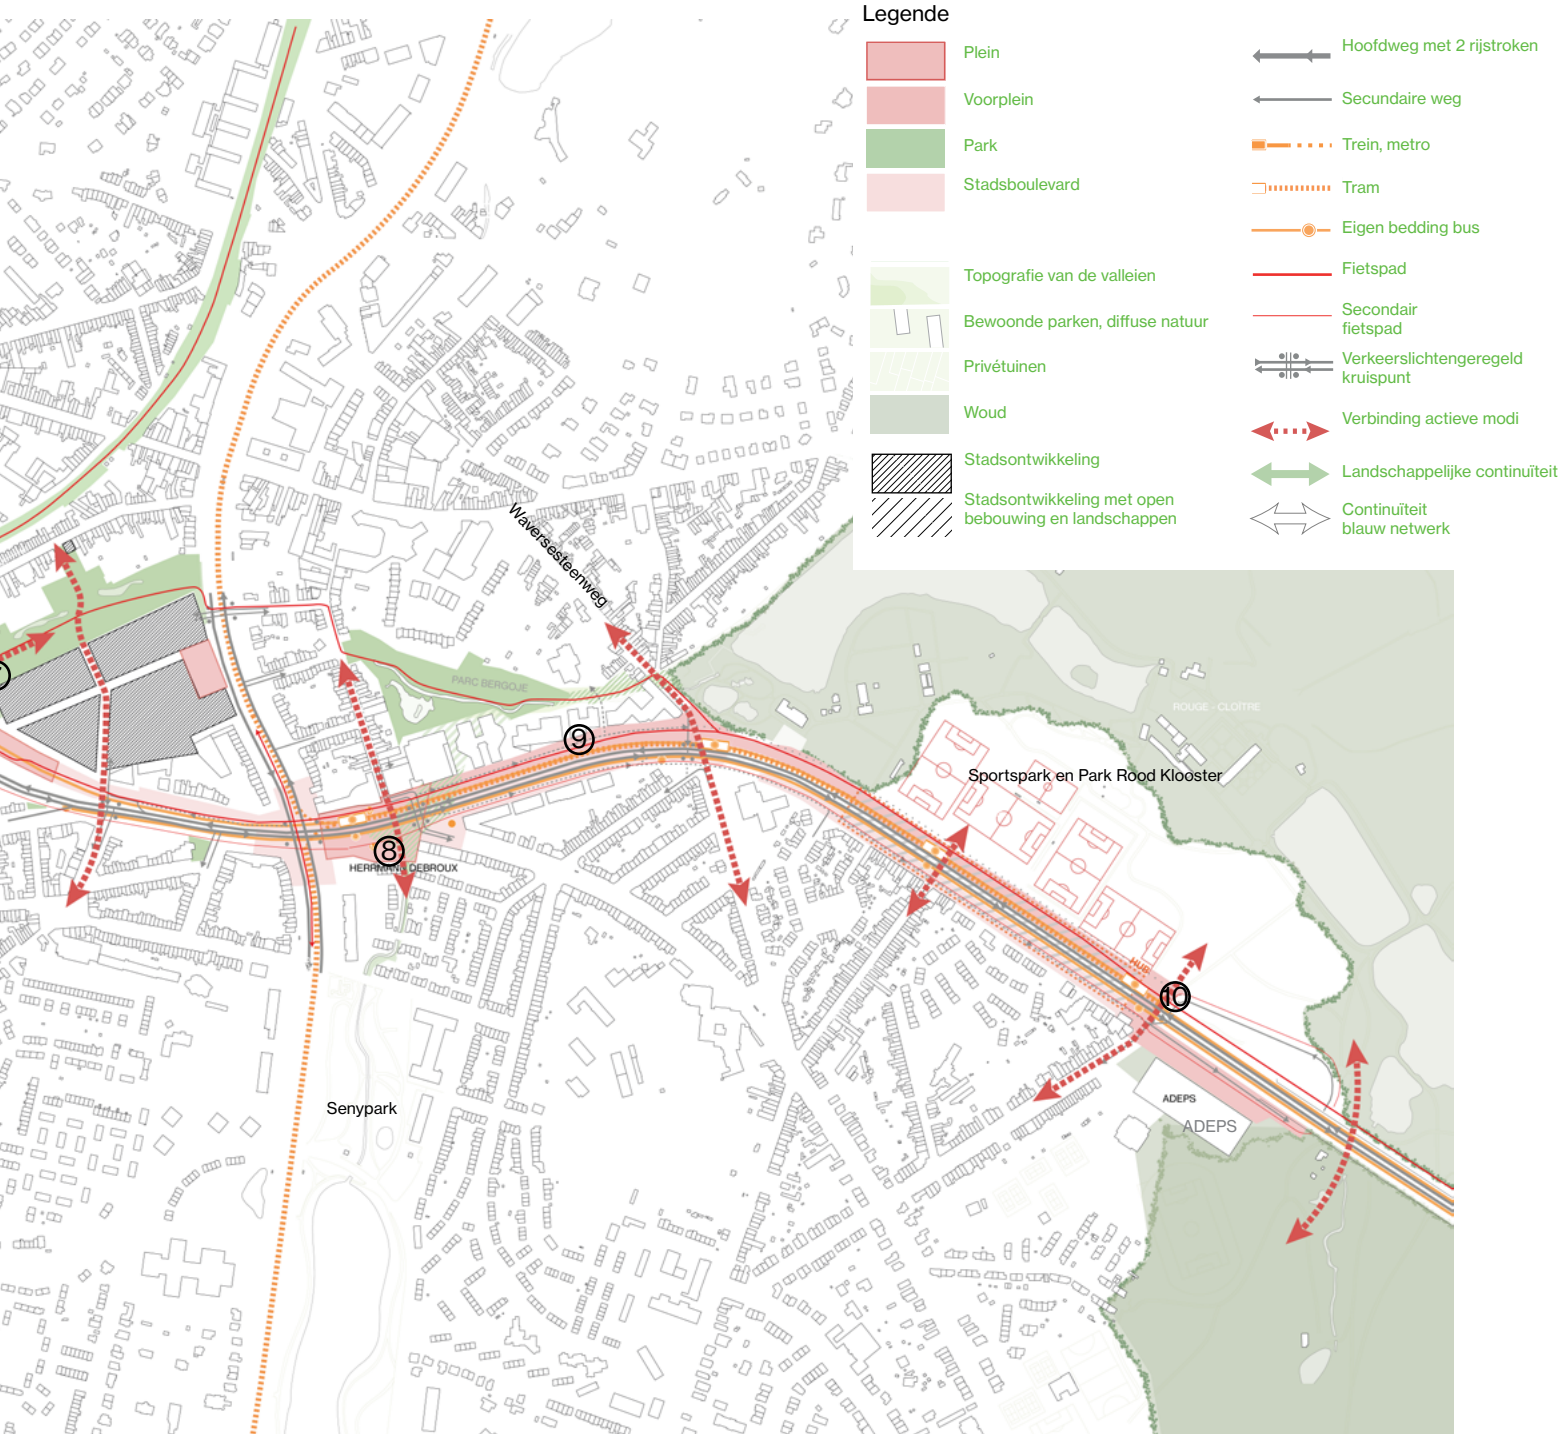 Legende
Plein
Voorplein
Park
Stadsboulevard
Topografie van de valleien
Bewoonde parken, diffuse natuur
Privétuinen
Woud
Stadsontwikkeling
Stadsontwikkeling met open
bebouwing en landschappen
Hoofdweg met 2 rijstroken
Secundaire weg
Trein, metro
Tram
Eigen bedding bus
Fietspad
Secondair
fietspad
Verkeerslichtengeregeld
kruispunt
Verbinding actieve modi
Landschappelijke continuïteit
Continuïteit
blauw netwerk
Waversesteenweg
PARC BERGOJE
ROUGE - CLOÎTRE
Sportspark en Park Rood Klooster
9
8
HERRMANN DEBROUX
HUB
10
Senypark
ADEPS
ADEPS